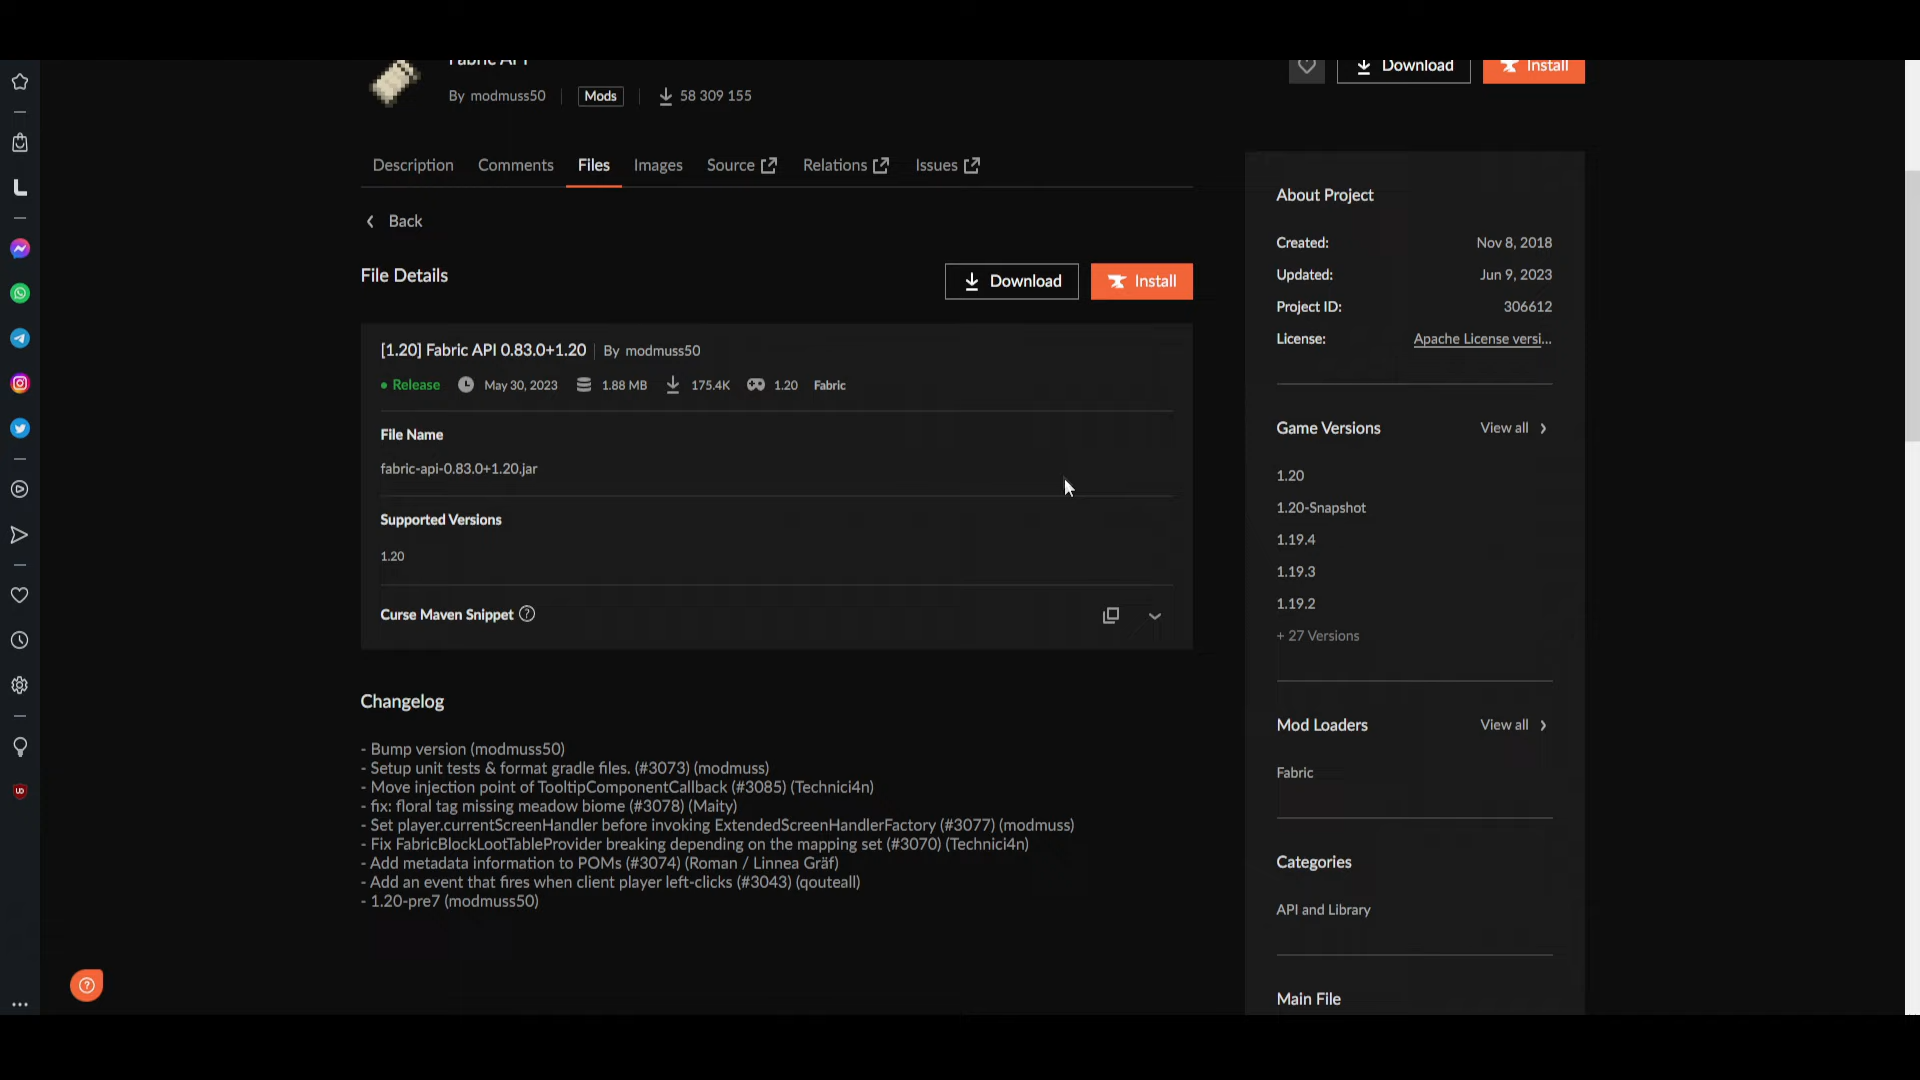 Fabric API
By modmuss50
Mods
58 309 155
Download
Install
Description
Comments
Files
Images
Source
Relations
Issues
Back
File Details
Download
Install
[1.20] Fabric API 0.83.0+1.20
By modmuss50
Release
May 30, 2023
1.88 MB
175.4K
1.20
Fabric
File Name
fabric-api-0.83.0+1.20.jar
Supported Versions
1.20
Curse Maven Snippet
Changelog
- Bump version (modmuss50)
- Setup unit tests & format gradle files. (#3073) (modmuss)
- Move injection point of TooltipComponentCallback (#3085) (Technici4n)
- fix: floral tag missing meadow biome (#3078) (Maity)
- Set player.currentScreenHandler before invoking ExtendedScreenHandlerFactory (#3077) (modmuss)
- Fix FabricBlockLootTableProvider breaking depending on the mapping set (#3070) (Technici4n)
- Add metadata information to POMs (#3074) (Roman / Linnea Gräf)
- Add an event that fires when client player left-clicks (#3043) (qouteall)
- 1.20-pre7 (modmuss50)
About Project
Created: Nov 8, 2018
Updated: Jun 9, 2023
Project ID: 306612
License: Apache License versi...
Game Versions
View all
1.20
1.20-Snapshot
1.19.4
1.19.3
1.19.2
+ 27 Versions
Mod Loaders
View all
Fabric
Categories
API and Library
Main File